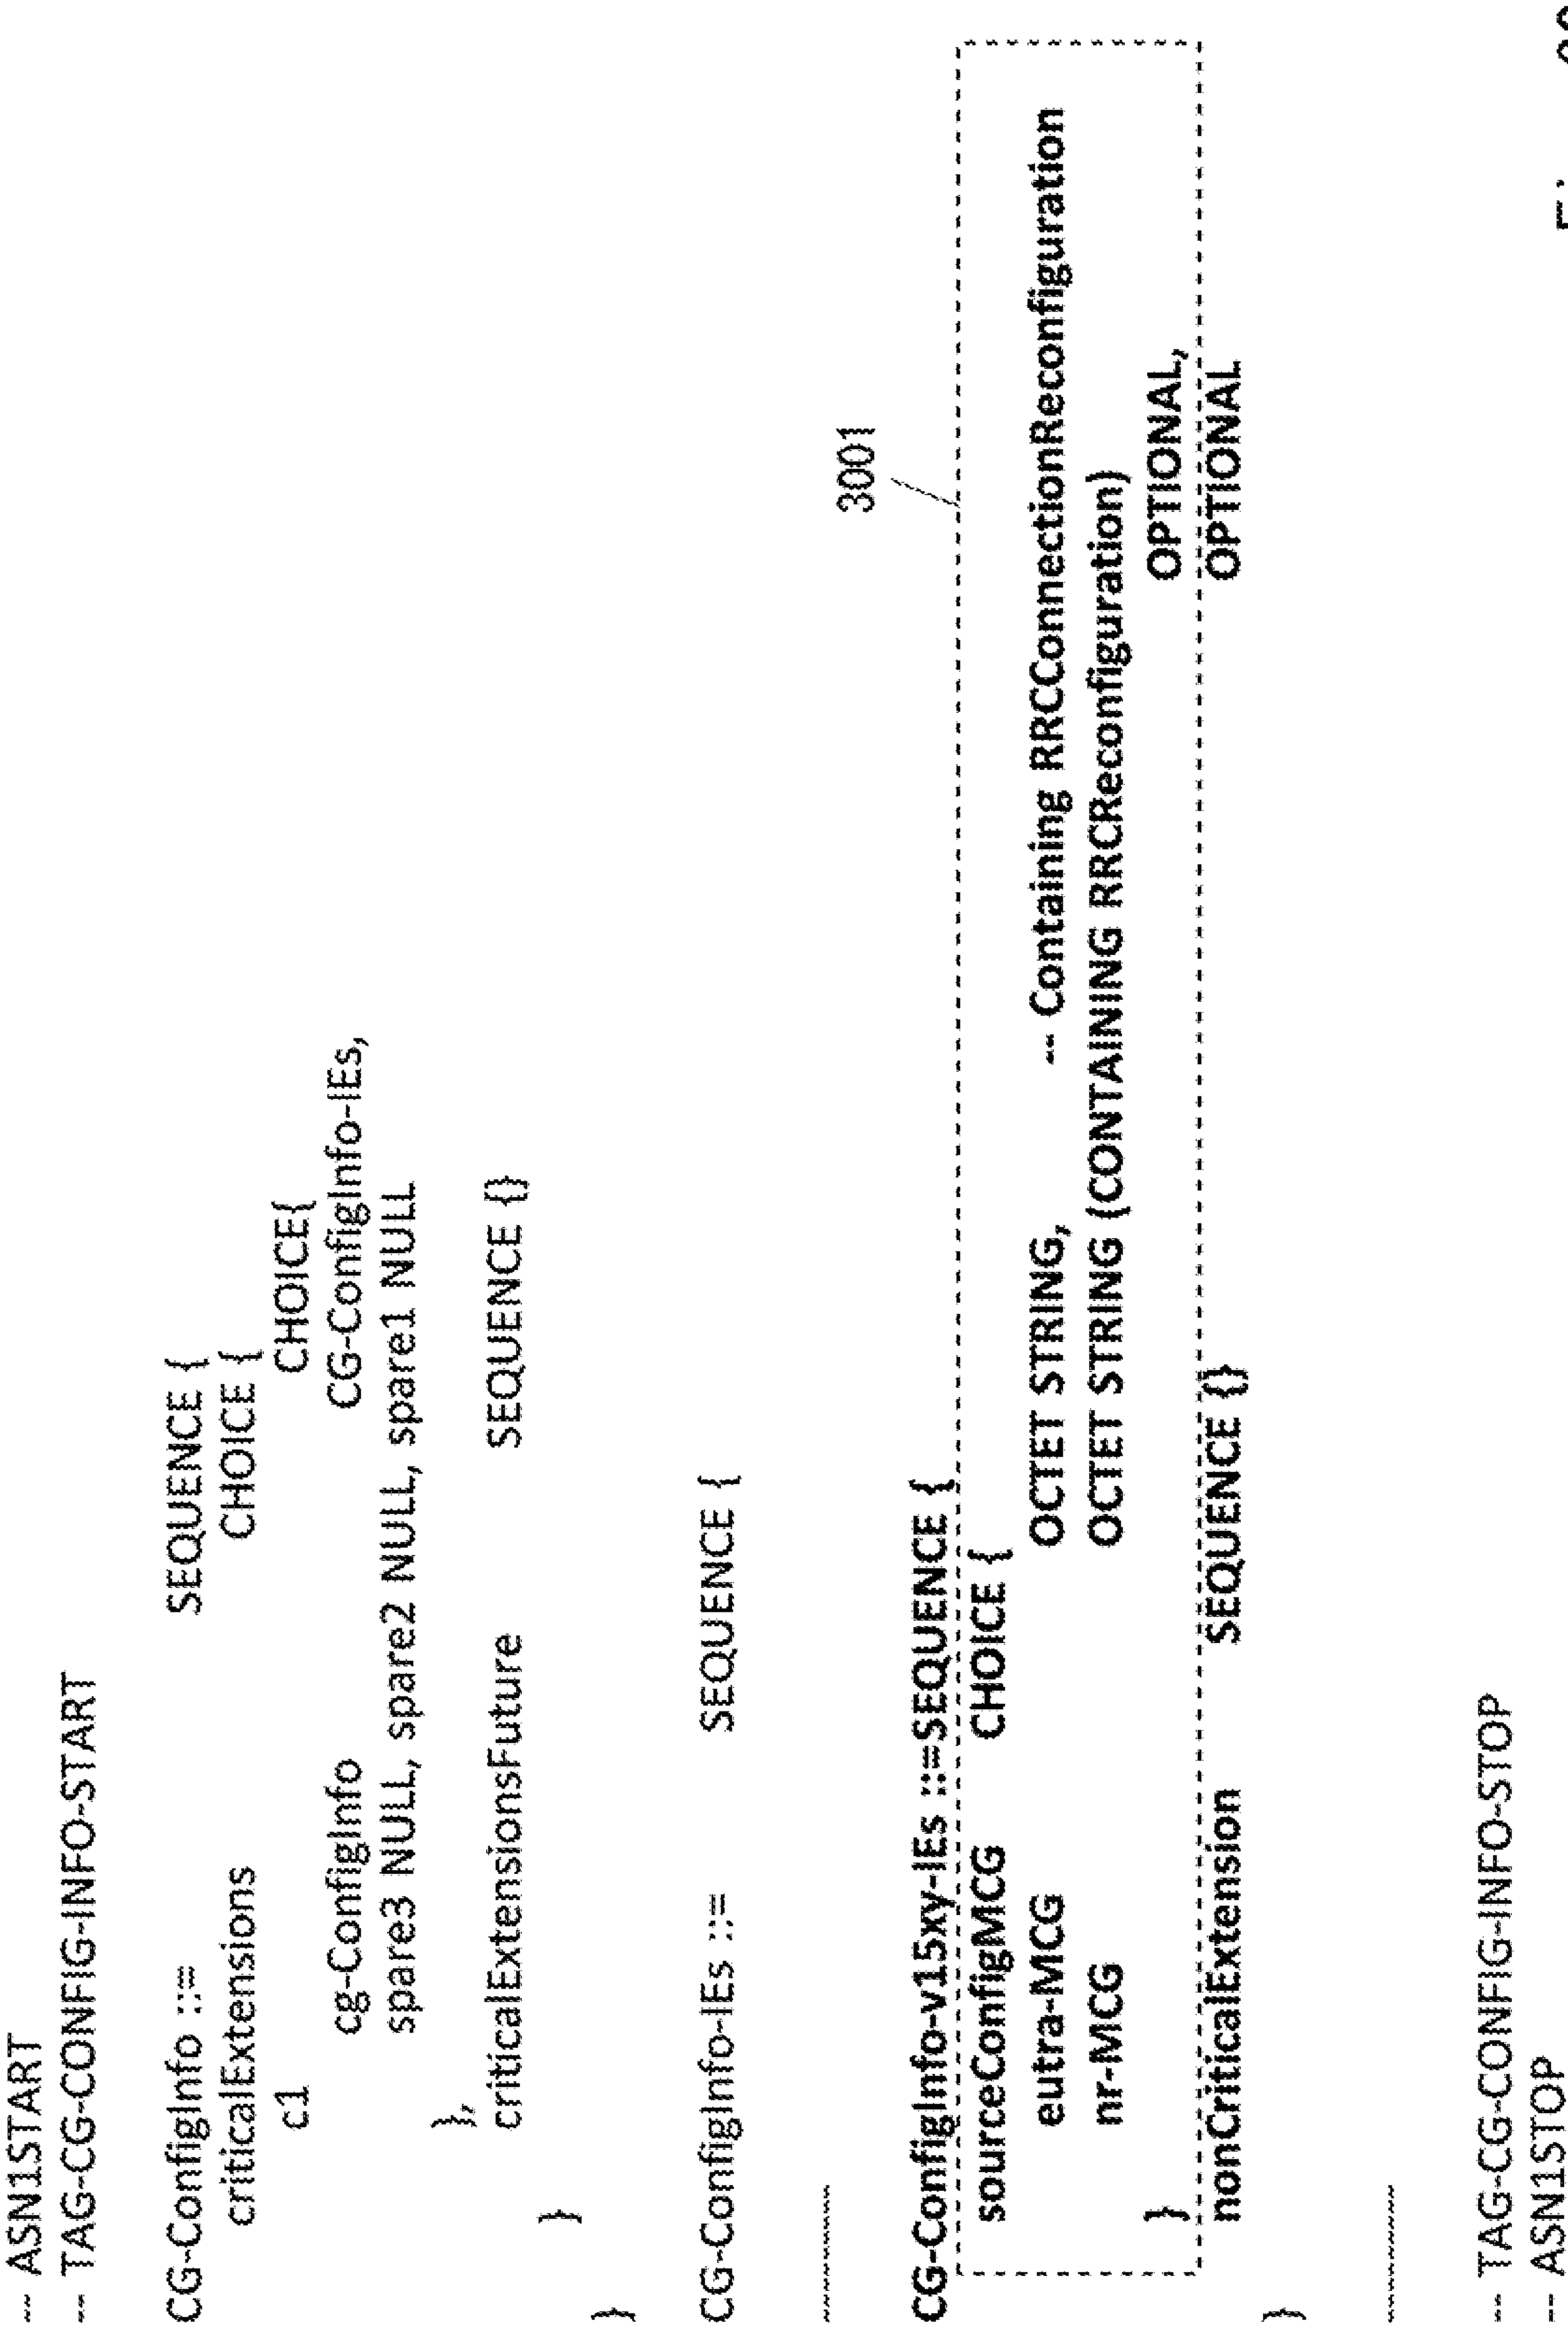 -- ASN1START
-- TAG-CG-CONFIG-INFO-START
CG-ConfigInfo ::= SEQUENCE {
criticalExtensions CHOICE {
c1 CHOICE{
cg-ConfigInfo CG-ConfigInfo-IEs,
spare3 NULL, spare2 NULL, spare1 NULL
},
criticalExtensionsFuture SEQUENCE {}
}
}
CG-ConfigInfo-IEs ::= SEQUENCE {
3001
CG-ConfigInfo-v15xy-IEs ::=SEQUENCE {
sourceConfigMCG CHOICE {
eutra-MCG OCTET STRING, -- Containing RRCConnectionReconfiguration
nr-MCG OCTET STRING (CONTAINING RRCReconfiguration)
} OPTIONAL,
nonCriticalExtension SEQUENCE {} OPTIONAL
}
-- TAG-CG-CONFIG-INFO-STOP
-- ASN1STOP